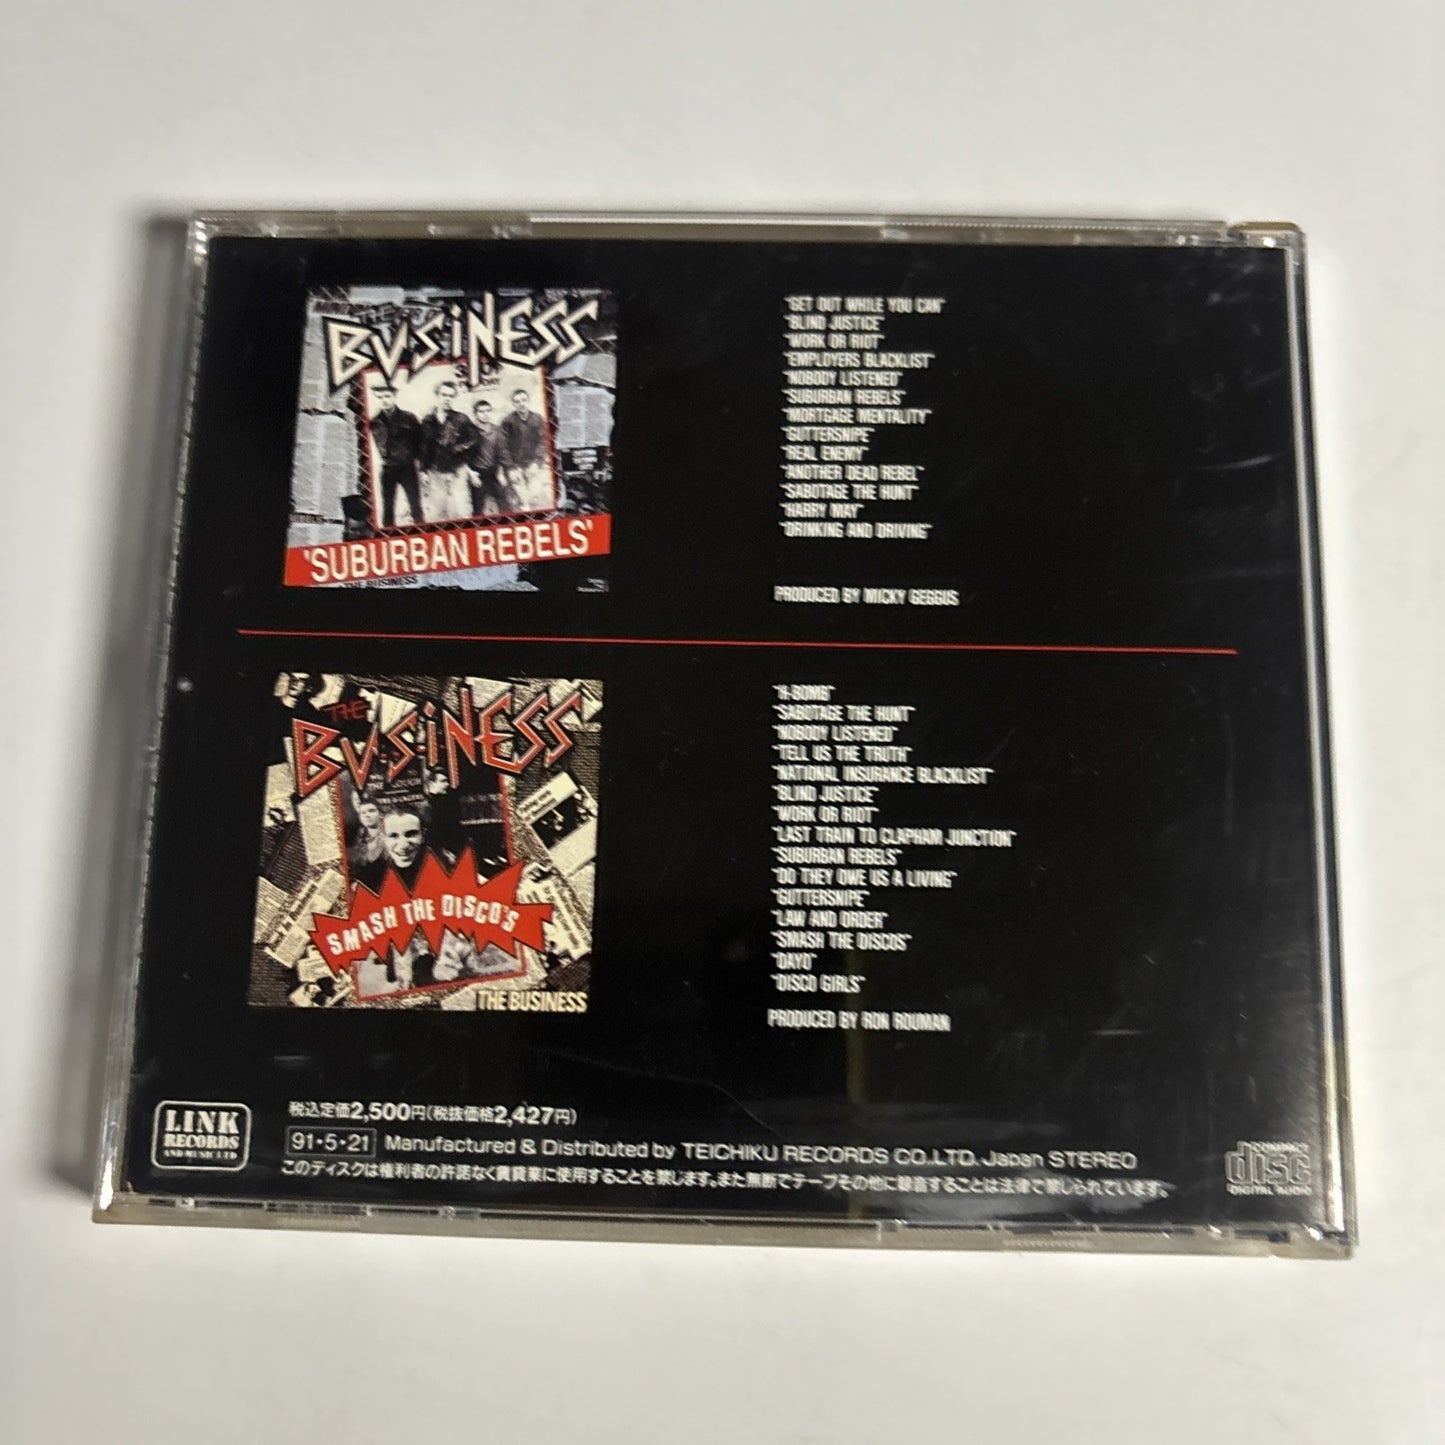 THE
BUSINESS
'SUBURBAN REBELS'
THE BUSINESS
"GET OUT WHILE YOU CAN"
"BLIND JUSTICE"
"WORK OR RIOT"
"EMPLOYERS BLACKLIST"
"NOBODY LISTENED"
"SUBURBAN REBELS"
"MORTGAGE MENTALITY"
"GUTTERSNIPE"
"REAL ENEMY"
"ANOTHER DEAD REBEL"
"SABOTAGE THE HUNT"
"HARRY MAY"
"DRINKING AND DRIVING"
PRODUCED BY MICKY GEGGUS
THE
BUSINESS
SMASH THE DISCO'S
THE BUSINESS
"H-BOMB"
"SABOTAGE THE HUNT"
"NOBODY LISTENED"
"TELL US THE TRUTH"
"NATIONAL INSURANCE BLACKLIST"
"BLIND JUSTICE"
"WORK OR RIOT"
"LAST TRAIN TO CLAPHAM JUNCTION"
"SUBURBAN REBELS"
"DO THEY OWE US A LIVING"
"GUTTERSNIPE"
"LAW AND ORDER"
"SMASH THE DISCOS"
"DAYO"
"DISCO GIRLS"
PRODUCED BY RON ROUMAN
LINK
RECORDS
AND MUSIC LTD
税込定価2,500円(税抜価格2,427円)
91・5・21 Manufactured & Distributed by TEICHIKU RECORDS CO.,LTD. Japan STEREO
このディスクは権利者の許諾なく賃貸業に使用することを禁じます。また無断でテープその他に録音することは法律で禁じられています。
COMPACT
disc
DIGITAL AUDIO